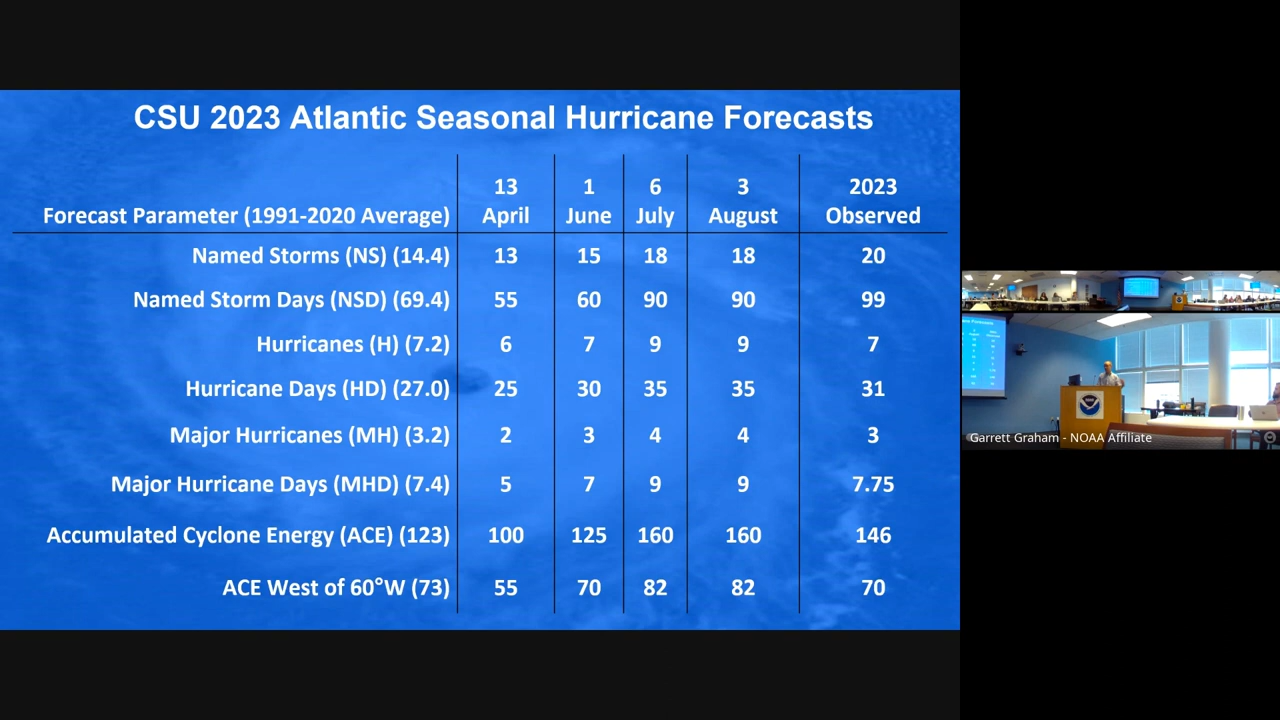 CSU 2023 Atlantic Seasonal Hurricane Forecasts
Forecast Parameter (1991-2020 Average) 13 April 1 June 6 July 3 August 2023 Observed
Named Storms (NS) (14.4) 13 15 18 18 20
Named Storm Days (NSD) (69.4) 55 60 90 90 99
Hurricanes (H) (7.2) 6 7 9 9 7
Hurricane Days (HD) (27.0) 25 30 35 35 31
Major Hurricanes (MH) (3.2) 2 3 4 4 3
Major Hurricane Days (MHD) (7.4) 5 7 9 9 7.75
Accumulated Cyclone Energy (ACE) (123) 100 125 160 160 146
ACE West of 60°W (73) 55 70 82 82 70
Garrett Graham - NOAA Affiliate